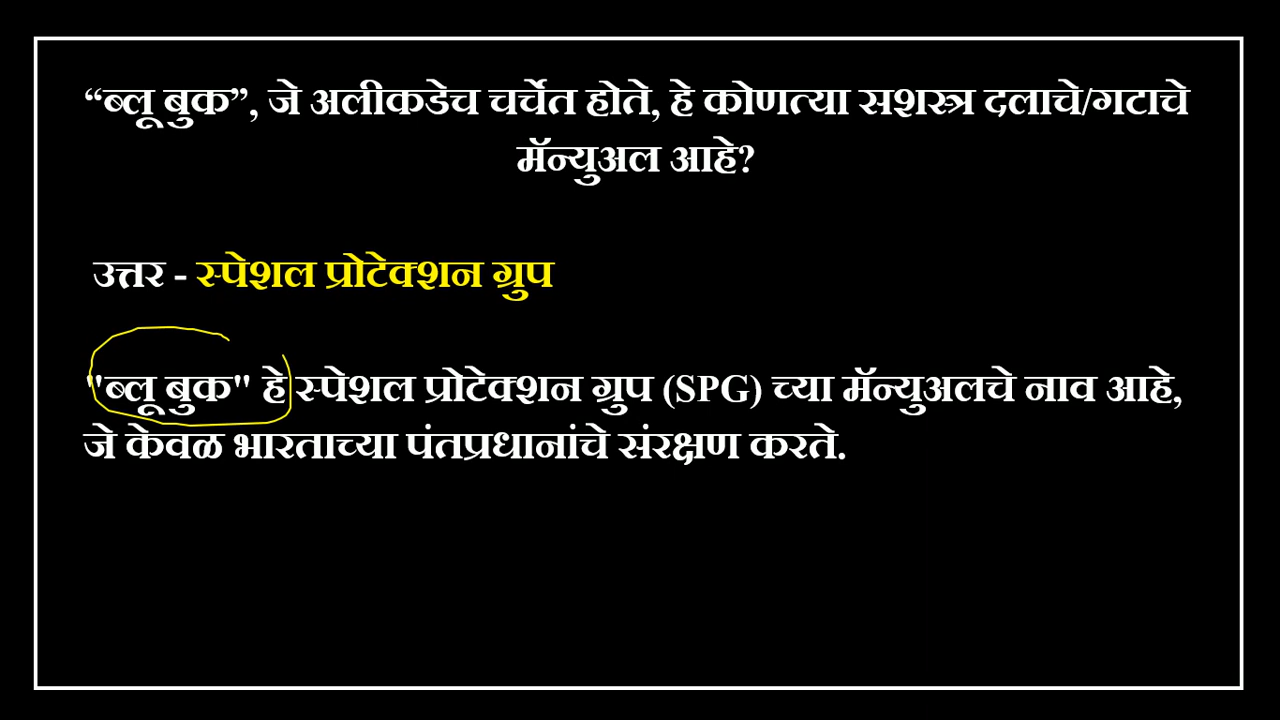 “ब्लू बुक”, जे अलीकडेच चर्चेत होते, हे कोणत्या सशस्त्र दलाचे/गटाचे
मॅन्युअल आहे?
उत्तर - स्पेशल प्रोटेक्शन ग्रुप
"ब्लू बुक" हे स्पेशल प्रोटेक्शन ग्रुप (SPG) च्या मॅन्युअलचे नाव आहे,
जे केवळ भारताच्या पंतप्रधानांचे संरक्षण करते.